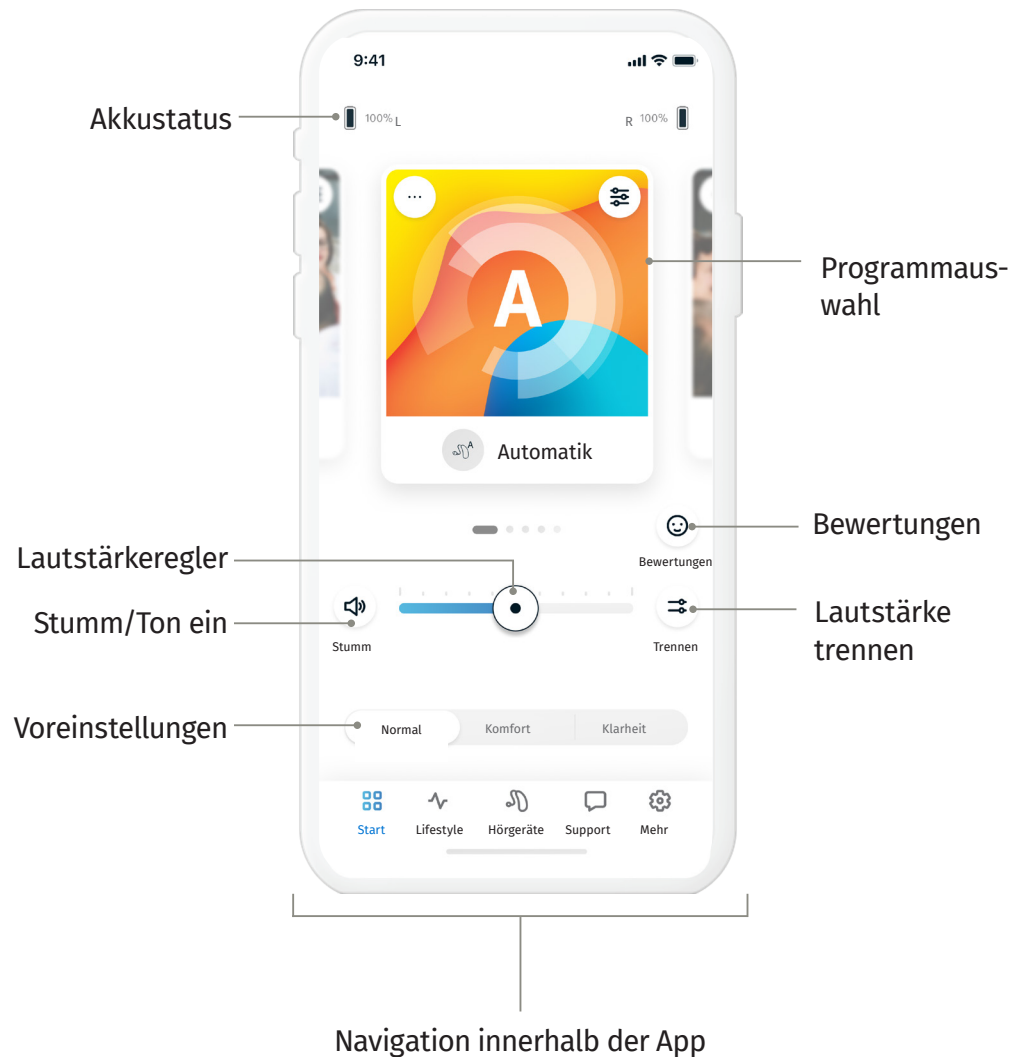 9:41
Akkustatus
100% L
R 100%
A
Programmaus-
wahl
A
Automatik
Bewertungen
Bewertungen
Lautstärkeregler
Stumm/Ton ein
Stumm
Lautstärke
trennen
Trennen
Voreinstellungen
Normal Komfort Klarheit
Start Lifestyle Hörgeräte Support Mehr
Navigation innerhalb der App